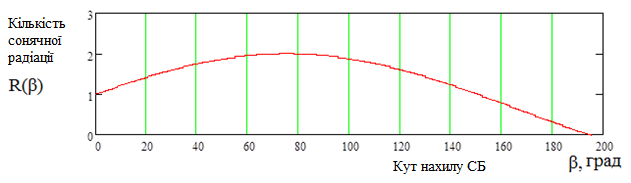 Кількість
сонячної
радіації
R(β)
3
2
1
0
0 20 40 60 80 100 120 140 160 180 200
Кут нахилу СБ
β, град